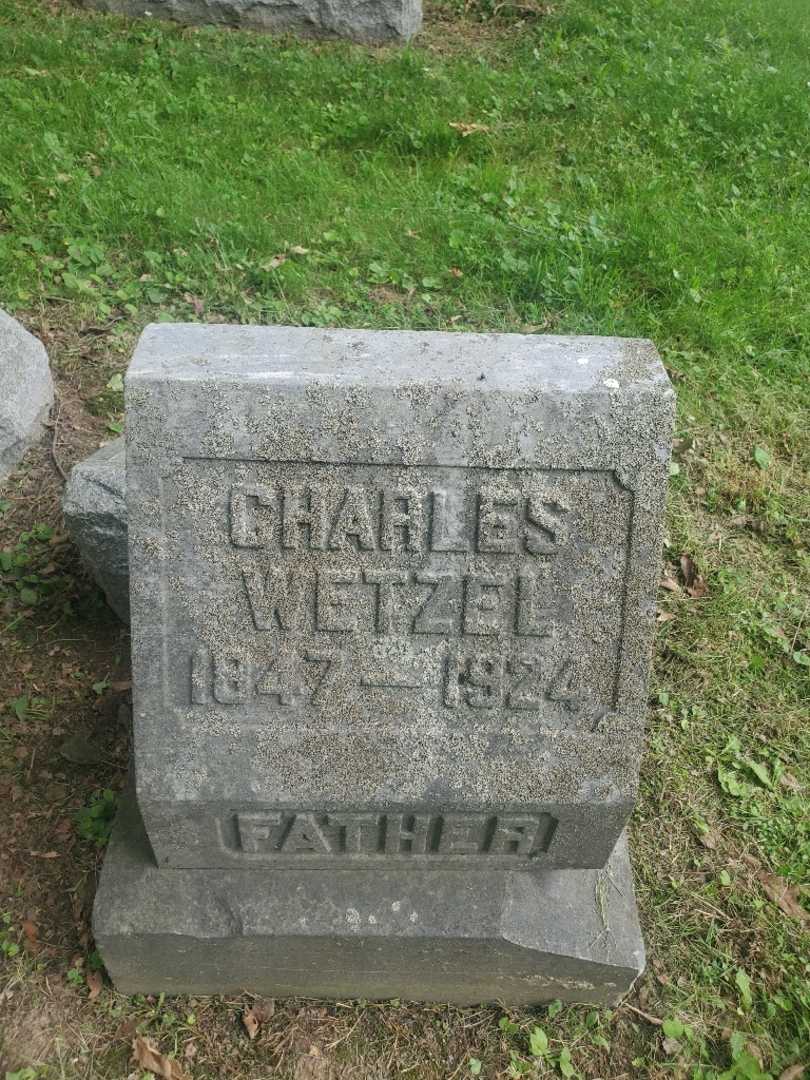 CHARLES
WETZEL
1847 — 1924
FATHER